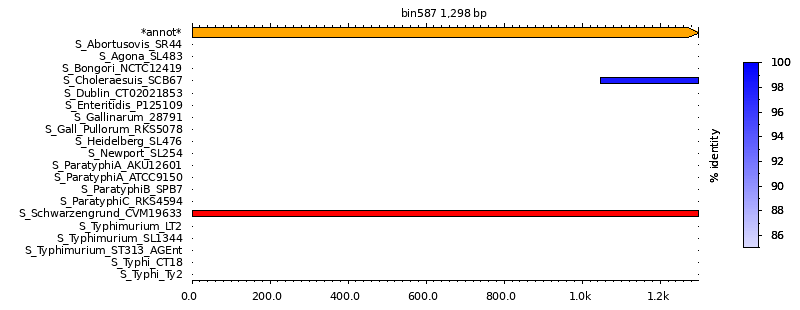 bin587 1,298 bp
*annot*
S_Abortusovis_SR44
S_Agona_SL483
S_Bongori_NCTC12419
S_Choleraesuis_SCB67
S_Dublin_CT02021853
S_Enteritidis_P125109
S_Gallinarum_28791
S_Gall_Pullorum_RKS5078
S_Heidelberg_SL476
S_Newport_SL254
S_ParatyphiA_AKU12601
S_ParatyphiA_ATCC9150
S_ParatyphiB_SPB7
S_ParatyphiC_RKS4594
S_Schwarzengrund_CVM19633
S_Typhimurium_LT2
S_Typhimurium_SL1344
S_Typhimurium_ST313_AGEnt
S_Typhi_CT18
S_Typhi_Ty2
0.0 200.0 400.0 600.0 800.0 1.0k 1.2k
% identity
100
98
96
94
92
90
88
86